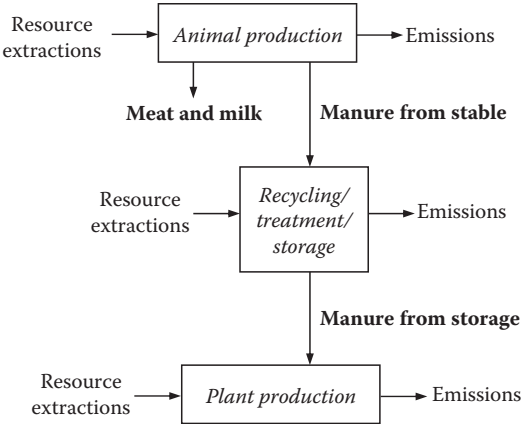 Resource
extractions
Animal production
Emissions
Meat and milk
Manure from stable
Resource
extractions
Recycling/
treatment/
storage
Emissions
Manure from storage
Resource
extractions
Plant production
Emissions